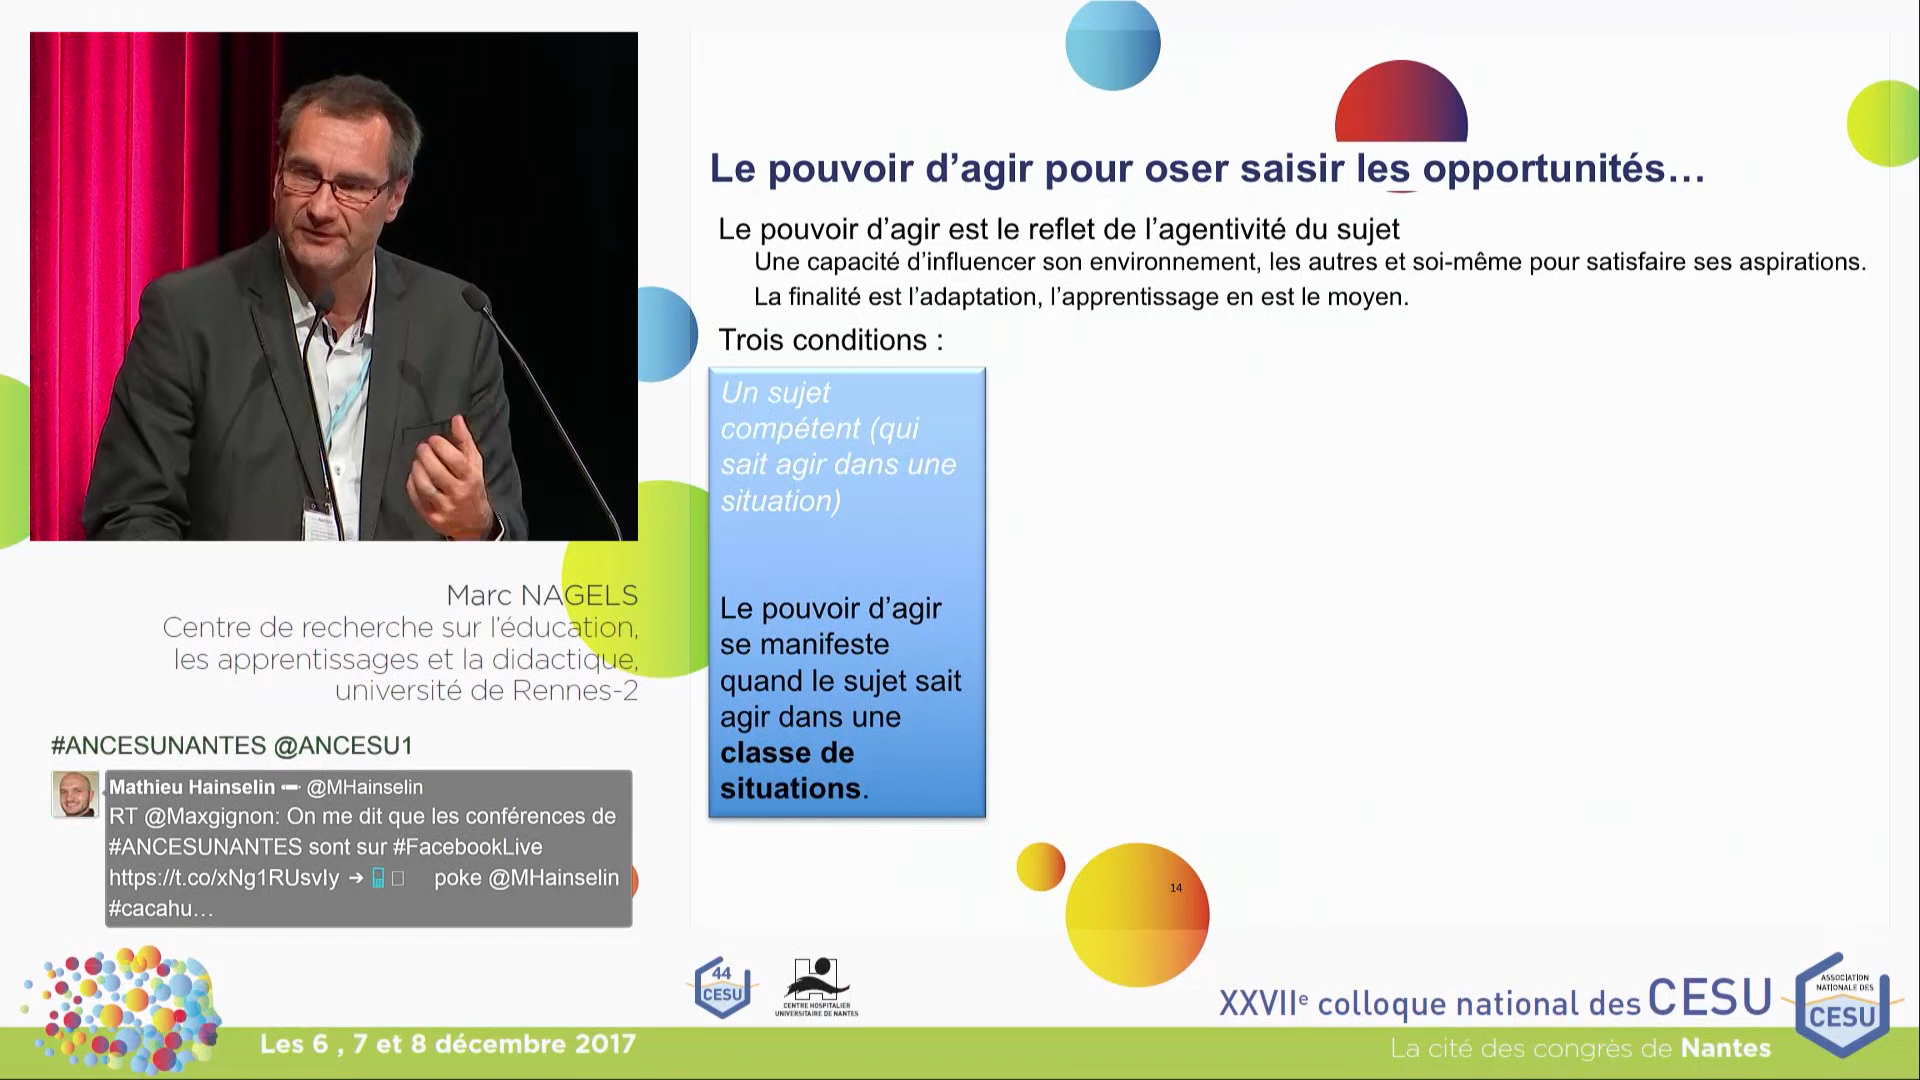 Le pouvoir d’agir pour oser saisir les opportunités…
Le pouvoir d’agir est le reflet de l’agentivité du sujet
Une capacité d’influencer son environnement, les autres et soi-même pour satisfaire ses aspirations.
La finalité est l’adaptation, l’apprentissage en est le moyen.
Trois conditions :
Un sujet
compétent (qui
sait agir dans une
situation)
Le pouvoir d’agir
se manifeste
quand le sujet sait
agir dans une
classe de
situations.
14
Marc NAGELS
Centre de recherche sur l’éducation,
les apprentissages et la didactique,
université de Rennes-2
#ANCESUNANTES @ANCESU1
Mathieu Hainselin @MHainselin
RT @Maxgignon: On me dit que les conférences de
#ANCESUNANTES sont sur #FacebookLive
https://t.co/xNg1RUsvIy → poke @MHainselin
#cacahu…
44
CESU
CENTRE HOSPITALIER
UNIVERSITAIRE DE NANTES
XXVIIe colloque national des CESU
ASSOCIATION
NATIONALE DES
CESU
Les 6 , 7 et 8 décembre 2017
La cité des congrès de Nantes